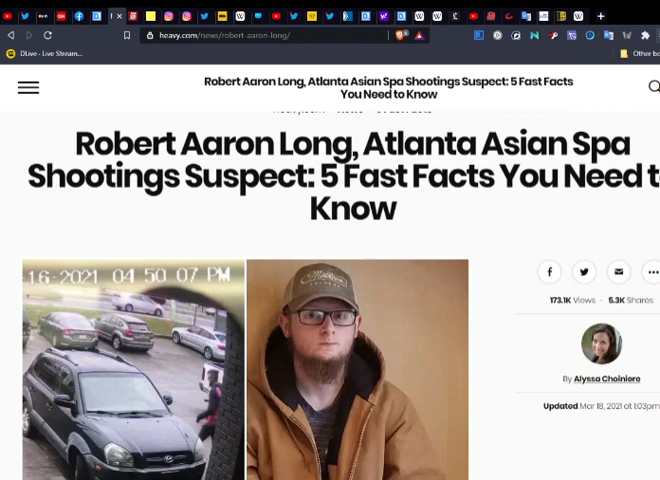 heavy.com/news/robert-aaron-long/
DLive - Live Stream...
Other bo
Robert Aaron Long, Atlanta Asian Spa Shootings Suspect: 5 Fast Facts
You Need to Know
Robert Aaron Long, Atlanta Asian Spa
Shootings Suspect: 5 Fast Facts You Need t
Know
16-2021 04 50 07 PM
173.1K Views · 5.3K Shares
By Alyssa Choiniere
Updated Mar 18, 2021 at 1:03pm